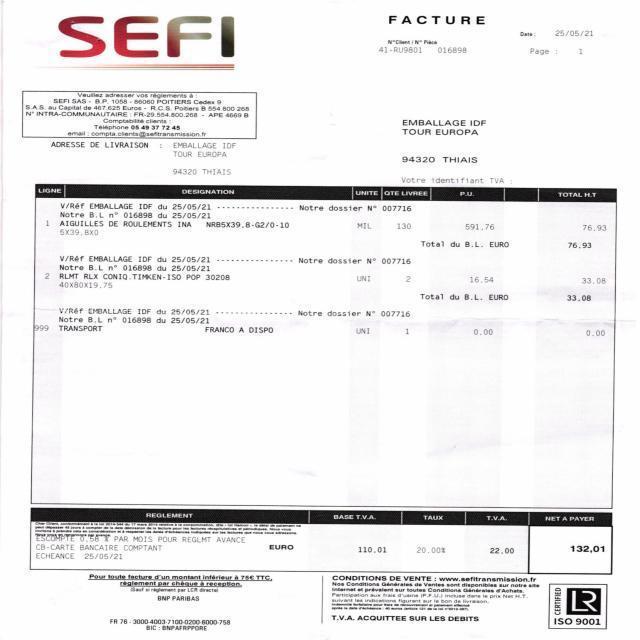 SEFI
FACTURE
Date : 25/05/21
N°Client / N° Pièce
41-RU9801 016898
Page : 1
Veuillez adresser vos règlements à :
SEFI SAS - B.P. 1058 - 86060 POITIERS Cedex 9
S.A.S. au Capital de 467.625 Euros - R.C.S. Poitiers B 554 800 268
N° INTRA-COMMUNAUTAIRE : FR-29.554.800.268 - APE 4669 B
Comptabilité clients :
Téléphone 05 49 37 72 45
email : compta.clients@sefitransmission.fr
ADRESSE DE LIVRAISON : EMBALLAGE IDF
TOUR EUROPA
94320 THIAIS
EMBALLAGE IDF
TOUR EUROPA
94320 THIAIS
Votre identifiant TVA :
LIGNE DESIGNATION UNITE QTE LIVREE P.U. TOTAL H.T
V/Réf EMBALLAGE IDF du 25/05/21 ---------------- Notre dossier N° 007716
Notre B.L n° 016898 du 25/05/21
1 AIGUILLES DE ROULEMENTS INA NRB5X39,8-G2/0-10 MIL 130 591,76 76.93
5X39,8X0
Total du B.L. EURO 76,93
V/Réf EMBALLAGE IDF du 25/05/21 ---------------- Notre dossier N° 007716
Notre B.L n° 016898 du 25/05/21
2 RLMT RLX CONIQ.TIMKEN-ISO POP 30208 UNI 2 16.54 33.08
40X80X19,75
Total du B.L. EURO 33,08
V/Réf EMBALLAGE IDF du 25/05/21 ---------------- Notre dossier N° 007716
Notre B.L n° 016898 du 25/05/21
999 TRANSPORT FRANCO A DISPO UNI 1 0.00 0.00
REGLEMENT BASE T.V.A. TAUX T.V.A. NET A PAYER
ESCOMPTE 0,58 % PAR MOIS POUR REGLMT AVANCE
CB-CARTE BANCAIRE COMPTANT EURO 110,01 20.00% 22.00 132,01
ECHEANCE 25/05/21
Pour toute facture d'un montant inférieur à 75€ TTC,
règlement par chèque à réception.
(Sauf si règlement par LCR directe)
BNP PARIBAS
FR 76 - 3000-4003-7100-0200-6000-758
BIC : BNPAFRPPORE
CONDITIONS DE VENTE : www.sefitransmission.fr
Nos Conditions Générales de Ventes sont disponibles sur notre site
Internet et prévalent sur toutes Conditions Générales d'Achats.
Participation aux frais d'usine (P.F.U.) incluse dans le prix Net H.T.
suivant les indications figurant sur le bon de livraison.
T.V.A. ACQUITTEE SUR LES DEBITS
CERTIFIED
LR
ISO 9001